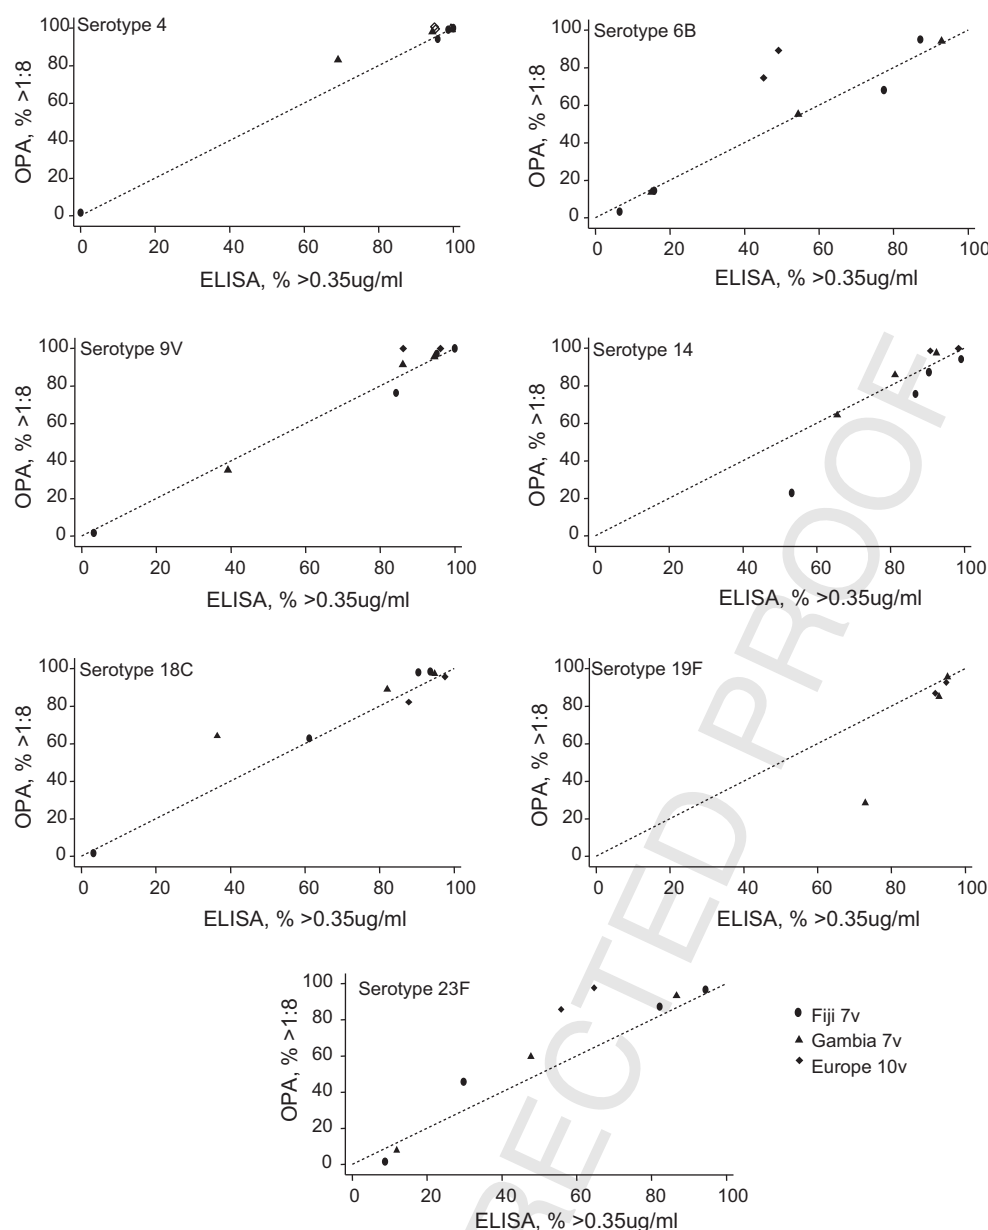 Serotype 4
OPA, % >1:8
100
80
60
40
20
0
0 20 40 60 80 100
ELISA, % >0.35ug/ml
Serotype 6B
OPA, % >1:8
100
80
60
40
20
0
0 20 40 60 80 100
ELISA, % >0.35ug/ml
Serotype 9V
OPA, % >1:8
100
80
60
40
20
0
0 20 40 60 80 100
ELISA, % >0.35ug/ml
Serotype 14
OPA, % >1:8
100
80
60
40
20
0
0 20 40 60 80 100
ELISA, % >0.35ug/ml
Serotype 18C
OPA, % >1:8
100
80
60
40
20
0
0 20 40 60 80 100
ELISA, % >0.35ug/ml
Serotype 19F
OPA, % >1:8
100
80
60
40
20
0
0 20 40 60 80 100
ELISA, % >0.35ug/ml
Serotype 23F
OPA, % >1:8
100
80
60
40
20
0
0 20 40 60 80 100
ELISA, % >0.35ug/ml
Fiji 7v
Gambia 7v
Europe 10v
RECTED PROOF